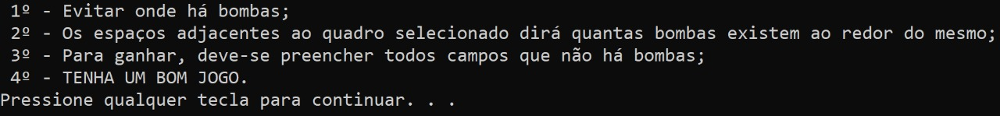 1º - Evitar onde há bombas;
2º - Os espaços adjacentes ao quadro selecionado dirá quantas bombas existem ao redor do mesmo;
3º - Para ganhar, deve-se preencher todos campos que não há bombas;
4º - TENHA UM BOM JOGO.
Pressione qualquer tecla para continuar. . .